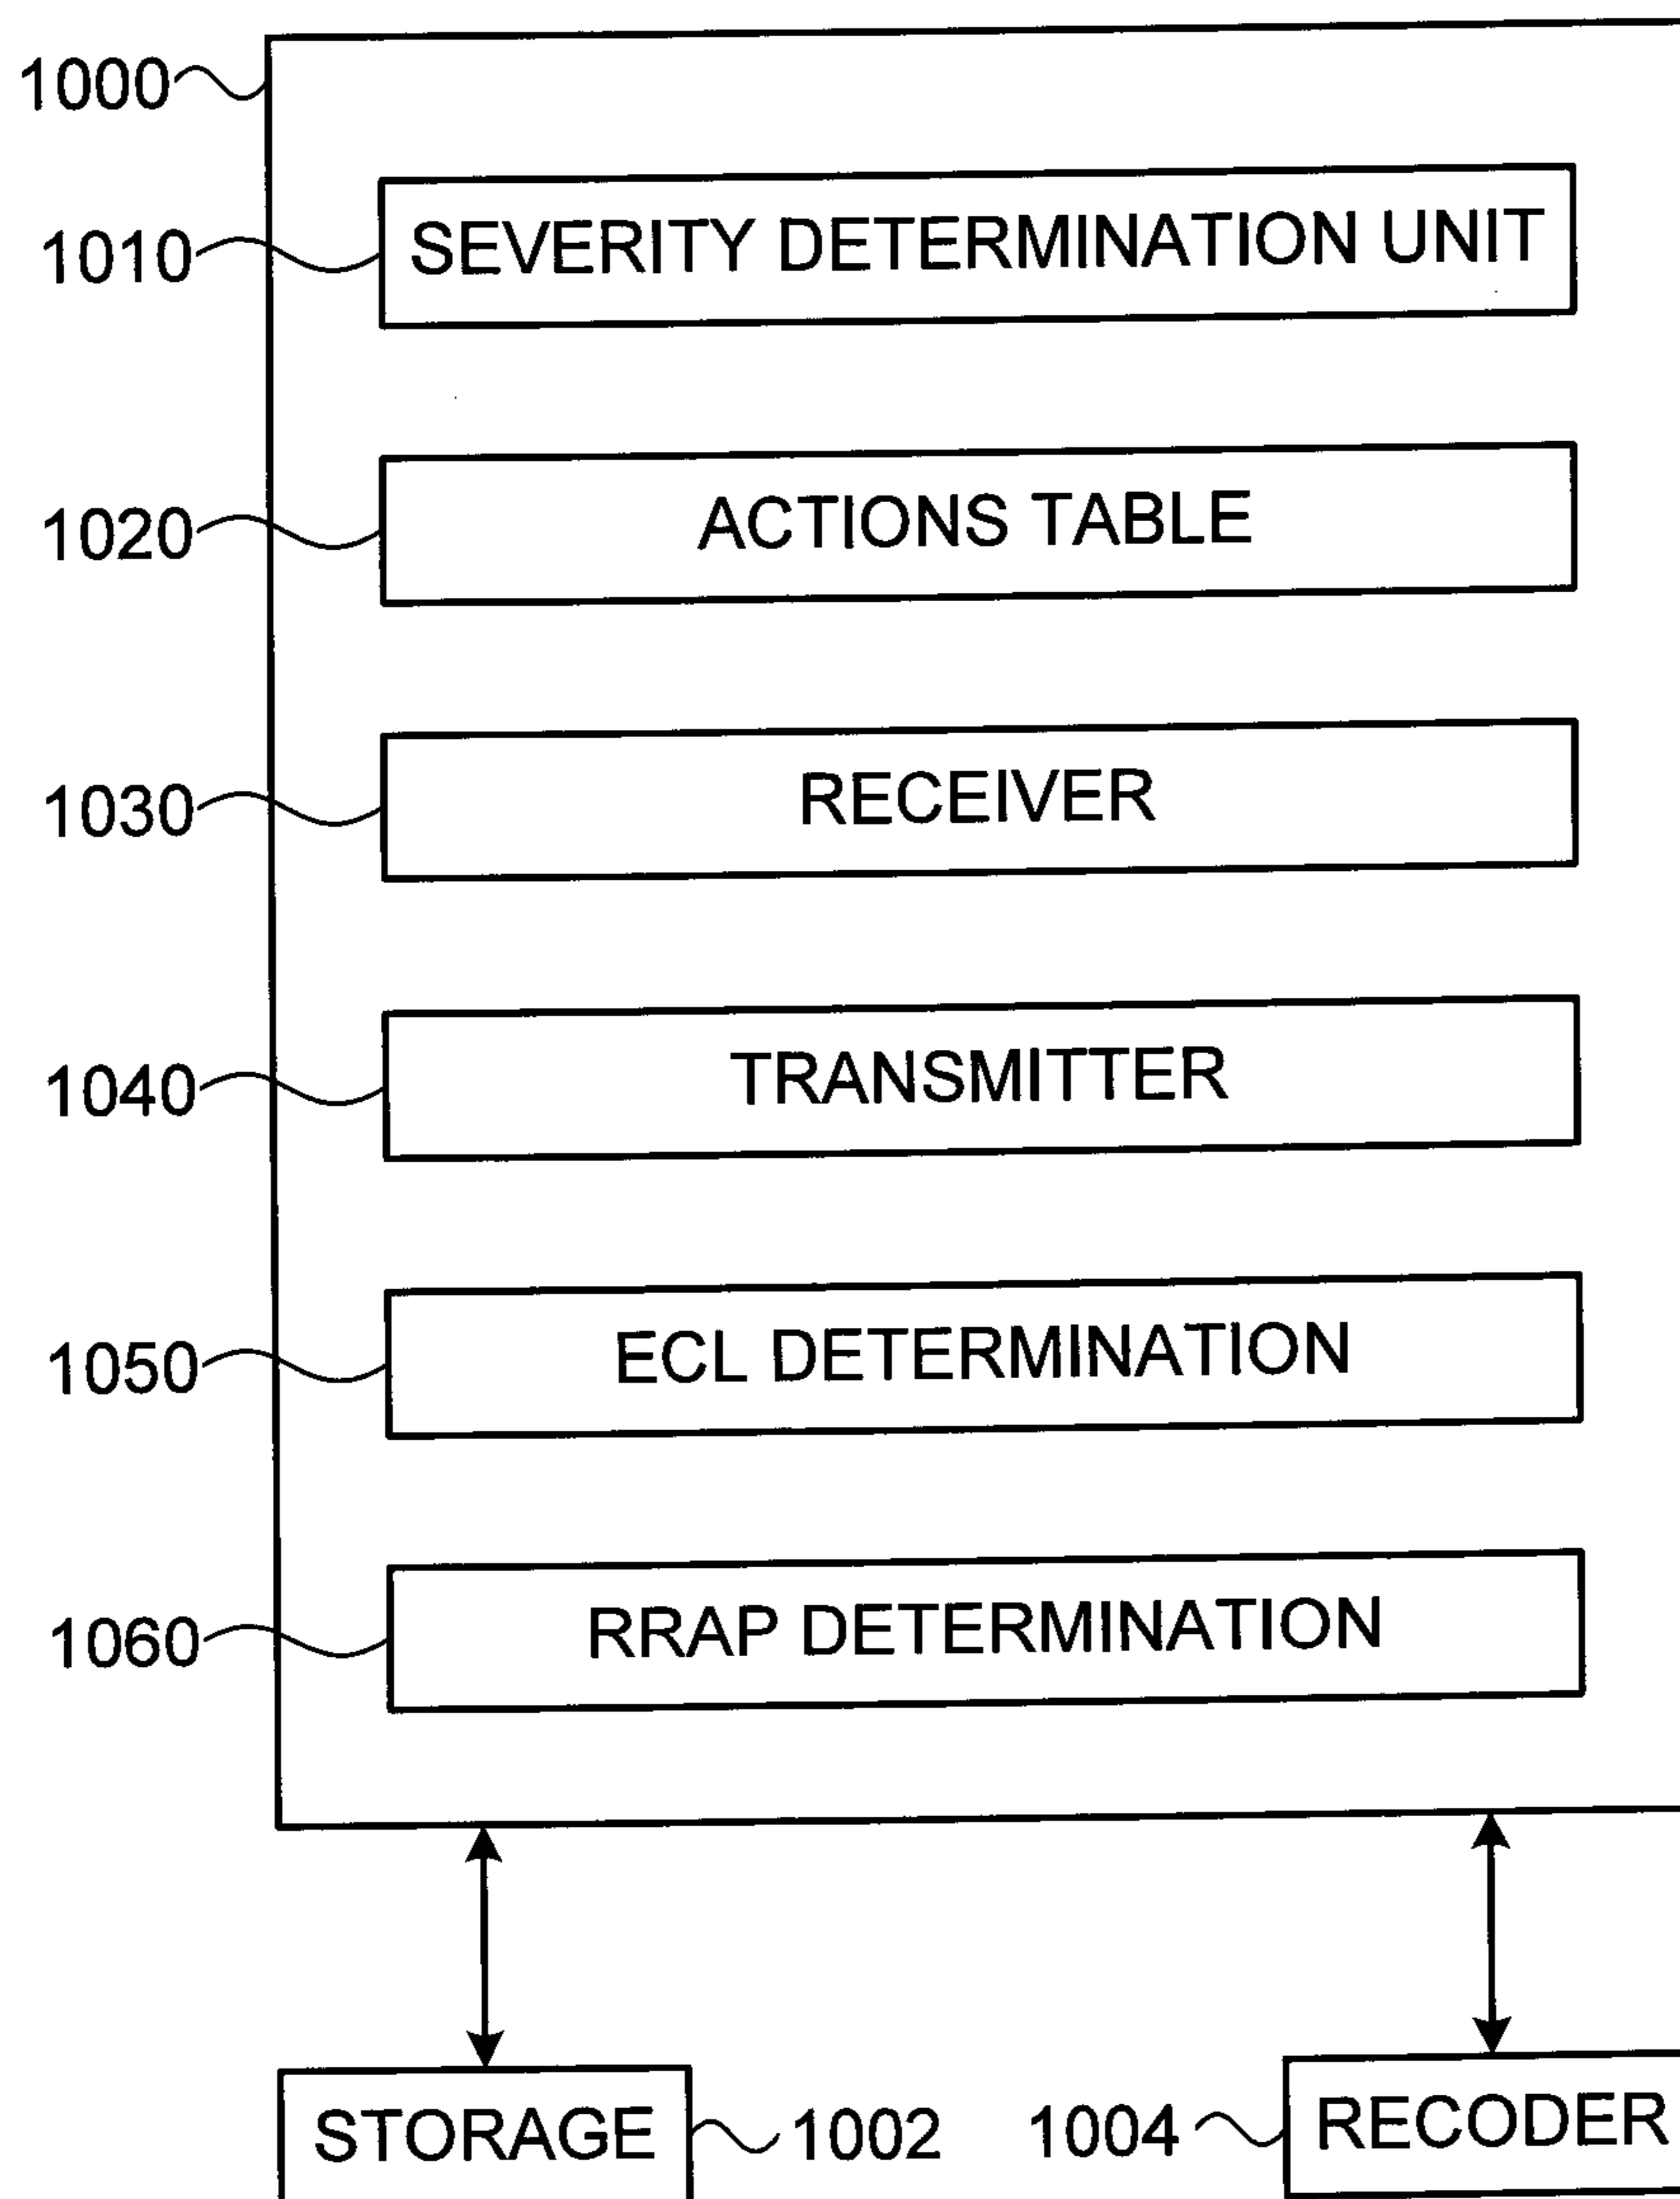 1000
1010 SEVERITY DETERMINATION UNIT
1020 ACTIONS TABLE
1030 RECEIVER
1040 TRANSMITTER
1050 ECL DETERMINATION
1060 RRAP DETERMINATION
STORAGE 1002 1004 RECODER